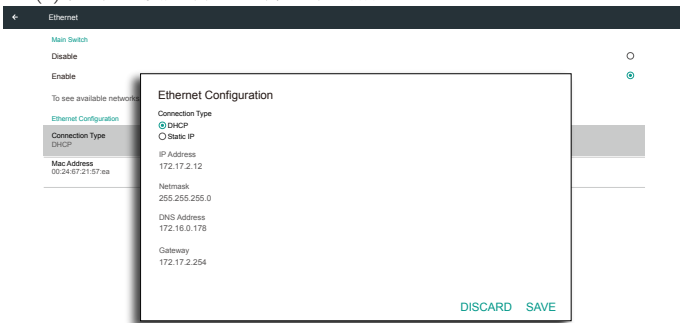 Ethernet
Main Switch
Disable
Enable
To see available networks
Ethernet Configuration
Connection Type
DHCP
Mac Address
00:24:67:21:57:ea
Ethernet Configuration
Connection Type
DHCP
Static IP
IP Address
172.17.2.12
Netmask
255.255.255.0
DNS Address
172.16.0.178
Gateway
172.17.2.254
DISCARD SAVE